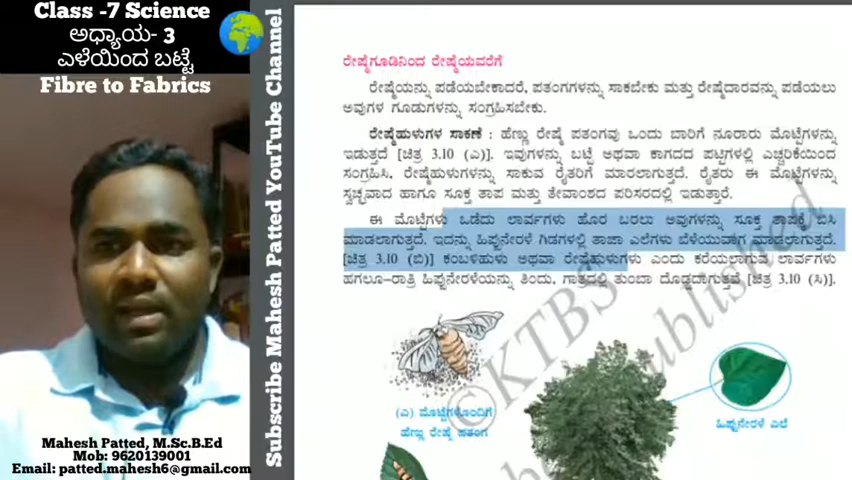 Class -7 Science
ಅಧ್ಯಾಯ- 3
ಎಳೆಯಿಂದ ಬಟ್ಟೆ
Fibre to Fabrics
Mahesh Patted, M.Sc.B.Ed
Mob: 9620139001
Email: patted.mahesh6@gmail.com
Subscribe Mahesh Patted YouTube Channel
ರೇಷ್ಮೆಗೂಡಿನಿಂದ ರೇಷ್ಮೆಯವರೆಗೆ
ರೇಷ್ಮೆಯನ್ನು ಪಡೆಯಬೇಕಾದರೆ, ಪತಂಗಗಳನ್ನು ಸಾಕಬೇಕು ಮತ್ತು ರೇಷ್ಮೆದಾರವನ್ನು ಪಡೆಯಲು
ಅವುಗಳ ಗೂಡುಗಳನ್ನು ಸಂಗ್ರಹಿಸಬೇಕು.
ರೇಷ್ಮೆಹುಳುಗಳ ಸಾಕಣೆ : ಹೆಣ್ಣು ರೇಷ್ಮೆ ಪತಂಗವು ಒಂದು ಬಾರಿಗೆ ನೂರಾರು ಮೊಟ್ಟೆಗಳನ್ನು
ಇಡುತ್ತದೆ [ಚಿತ್ರ 3.10 (ಎ)]. ಇವುಗಳನ್ನು ಬಟ್ಟೆ ಅಥವಾ ಕಾಗದದ ಪಟ್ಟಿಗಳಲ್ಲಿ ಎಚ್ಚರಿಕೆಯಿಂದ
ಸಂಗ್ರಹಿಸಿ, ರೇಷ್ಮೆಹುಳುಗಳನ್ನು ಸಾಕುವ ರೈತರಿಗೆ ಮಾರಲಾಗುತ್ತದೆ. ರೈತರು ಈ ಮೊಟ್ಟೆಗಳನ್ನು
ಸ್ವಚ್ಛವಾದ ಹಾಗೂ ಸೂಕ್ತ ತಾಪ ಮತ್ತು ತೇವಾಂಶದ ಪರಿಸರದಲ್ಲಿ ಇಡುತ್ತಾರೆ.
ಈ ಮೊಟ್ಟೆಗಳು ಒಡೆದು ಲಾರ್ವಗಳು ಹೊರ ಬರಲು ಅವುಗಳನ್ನು ಸೂಕ್ತ ತಾಪಕ್ಕೆ ಬಿಸಿ
ಮಾಡಲಾಗುತ್ತದೆ. ಇದನ್ನು ಹಿಪ್ಪುನೇರಳೆ ಗಿಡಗಳಲ್ಲಿ ತಾಜಾ ಎಲೆಗಳು ಬೆಳೆಯುವಾಗ ಮಾಡಲಾಗುತ್ತದೆ.
[ಚಿತ್ರ 3.10 (ಬಿ)] ಕಂಬಳಿಹುಳು ಅಥವಾ ರೇಷ್ಮೆಹುಳುಗಳು ಎಂದು ಕರೆಯಲಾಗುವ ಲಾರ್ವಗಳು
ಹಗಲೂ-ರಾತ್ರಿ ಹಿಪ್ಪುನೇರಳೆಯನ್ನು ತಿಂದು, ಗಾತ್ರದಲ್ಲಿ ತುಂಬಾ ದೊಡ್ಡದಾಗುತ್ತವೆ [ಚಿತ್ರ 3.10 (ಸಿ)].
(ಎ) ಮೊಟ್ಟೆಗಳೊಂದಿಗೆ
ಹೆಣ್ಣು ರೇಷ್ಮೆ ಪತಂಗ
ಹಿಪ್ಪುನೇರಳೆ ಎಲೆ
©KTBS